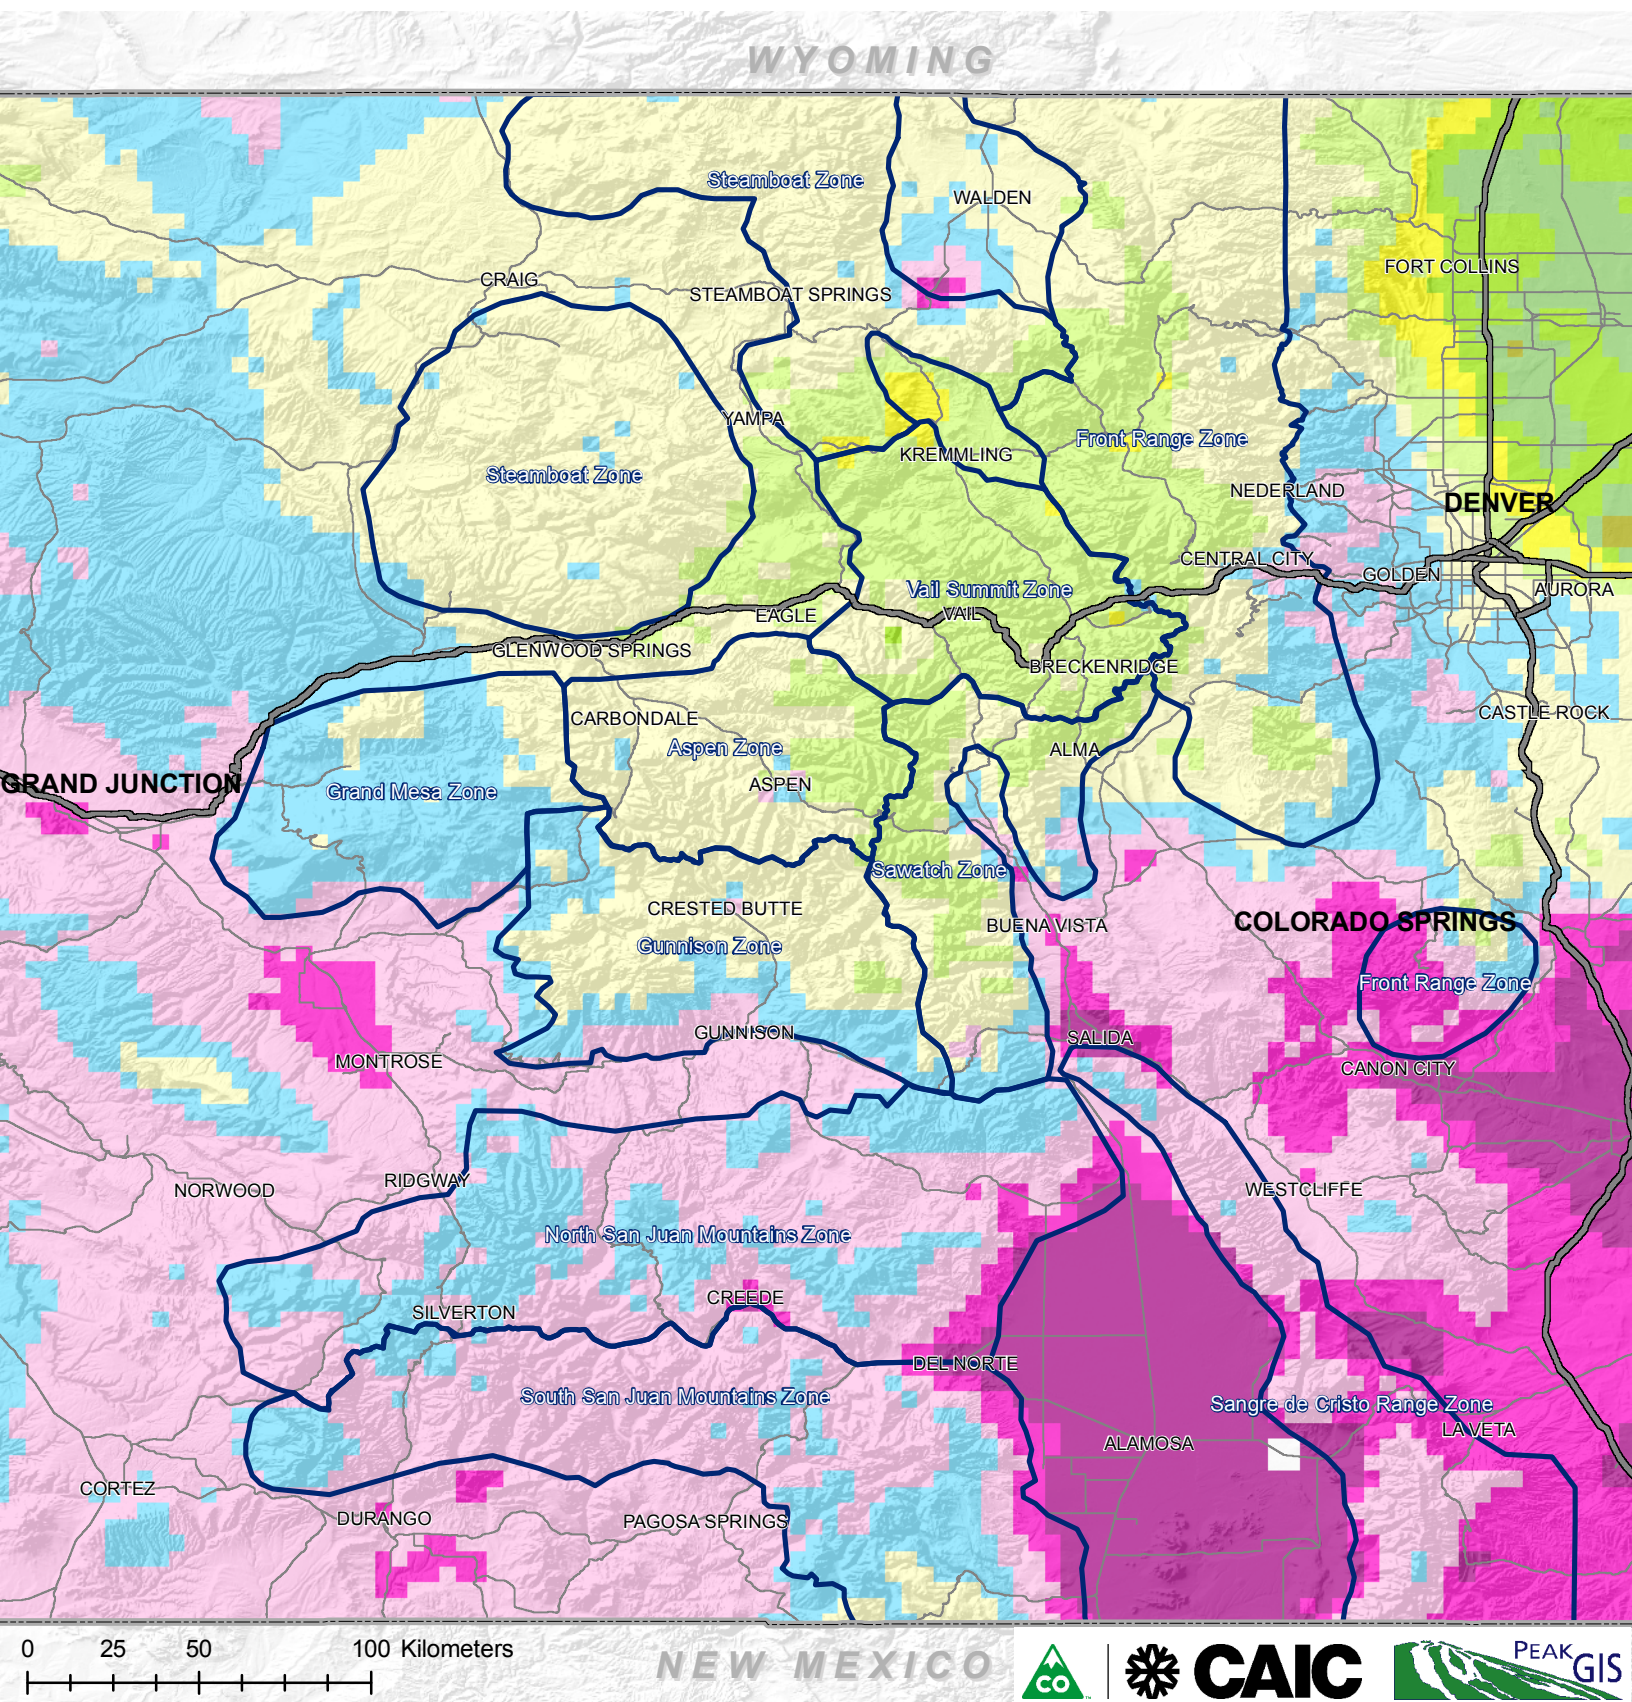 WYOMING
Steamboat Zone
WALDEN
FORT COLLINS
CRAIG
STEAMBOAT SPRINGS
YAMPA
KREMMLING
Front Range Zone
Steamboat Zone
NEDERLAND
DENVER
CENTRAL CITY
GOLDEN
AURORA
Vail Summit Zone
EAGLE
VAIL
GLENWOOD SPRINGS
BRECKENRIDGE
CARBONDALE
CASTLE ROCK
Aspen Zone
ALMA
GRAND JUNCTION
Grand Mesa Zone
ASPEN
Sawatch Zone
CRESTED BUTTE
BUENA VISTA
COLORADO SPRINGS
Gunnison Zone
Front Range Zone
GUNNISON
SALIDA
MONTROSE
CANON CITY
RIDGWAY
NORWOOD
WESTCLIFFE
North San Juan Mountains Zone
CREEDE
SILVERTON
DEL NORTE
South San Juan Mountains Zone
Sangre de Cristo Range Zone
LA VETA
ALAMOSA
CORTEZ
DURANGO
PAGOSA SPRINGS
0 25 50 100 Kilometers
NEW MEXICO
CO
CAIC
PEAK GIS